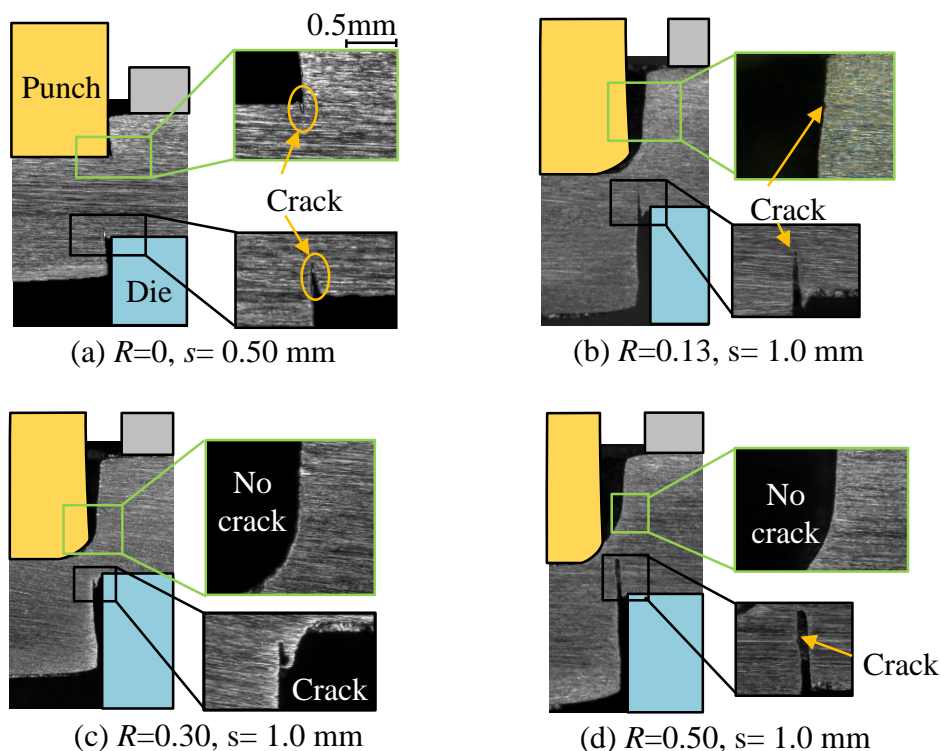 0.5mm
Punch
Crack
Die
(a) R=0, s= 0.50 mm
Crack
(b) R=0.13, s= 1.0 mm
No
crack
Crack
(c) R=0.30, s= 1.0 mm
No
crack
Crack
(d) R=0.50, s= 1.0 mm